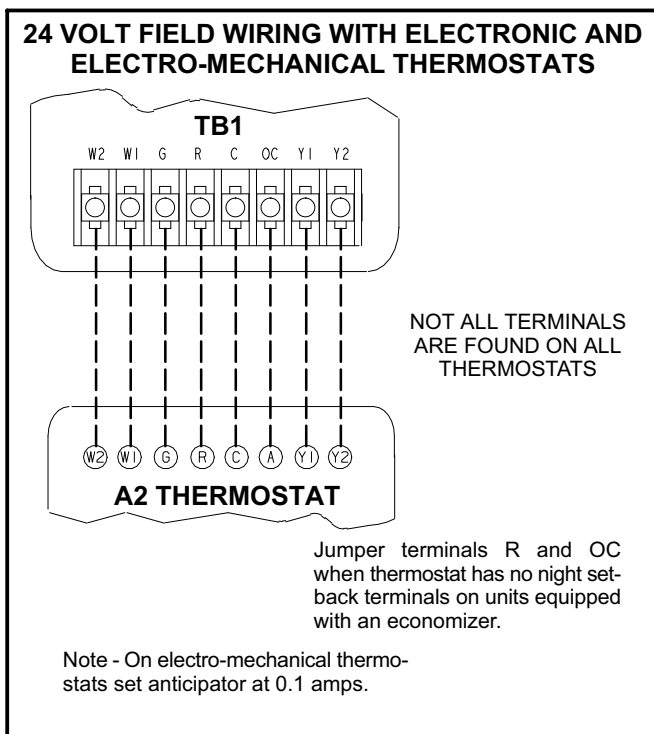 24 VOLT FIELD WIRING WITH ELECTRONIC AND
ELECTRO-MECHANICAL THERMOSTATS
TB1
W2 W1 G R C OC Y1 Y2
NOT ALL TERMINALS
ARE FOUND ON ALL
THERMOSTATS
W2 W1 G R C A Y1 Y2
A2 THERMOSTAT
Jumper terminals R and OC
when thermostat has no night set-
back terminals on units equipped
with an economizer.
Note - On electro-mechanical thermo-
stats set anticipator at 0.1 amps.